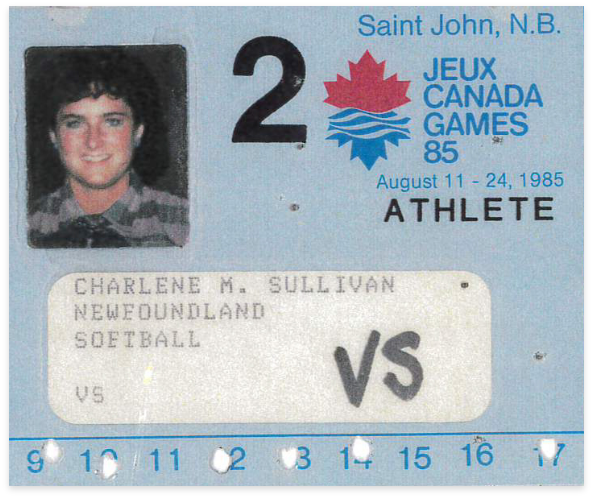 Saint John, N.B.
2
JEUX
CANADA
GAMES
85
August 11 - 24, 1985
ATHLETE
CHARLENE M. SULLIVAN
NEWFOUNDLAND
SOFTBALL
VS
VS
9 10 11 12 13 14 15 16 17